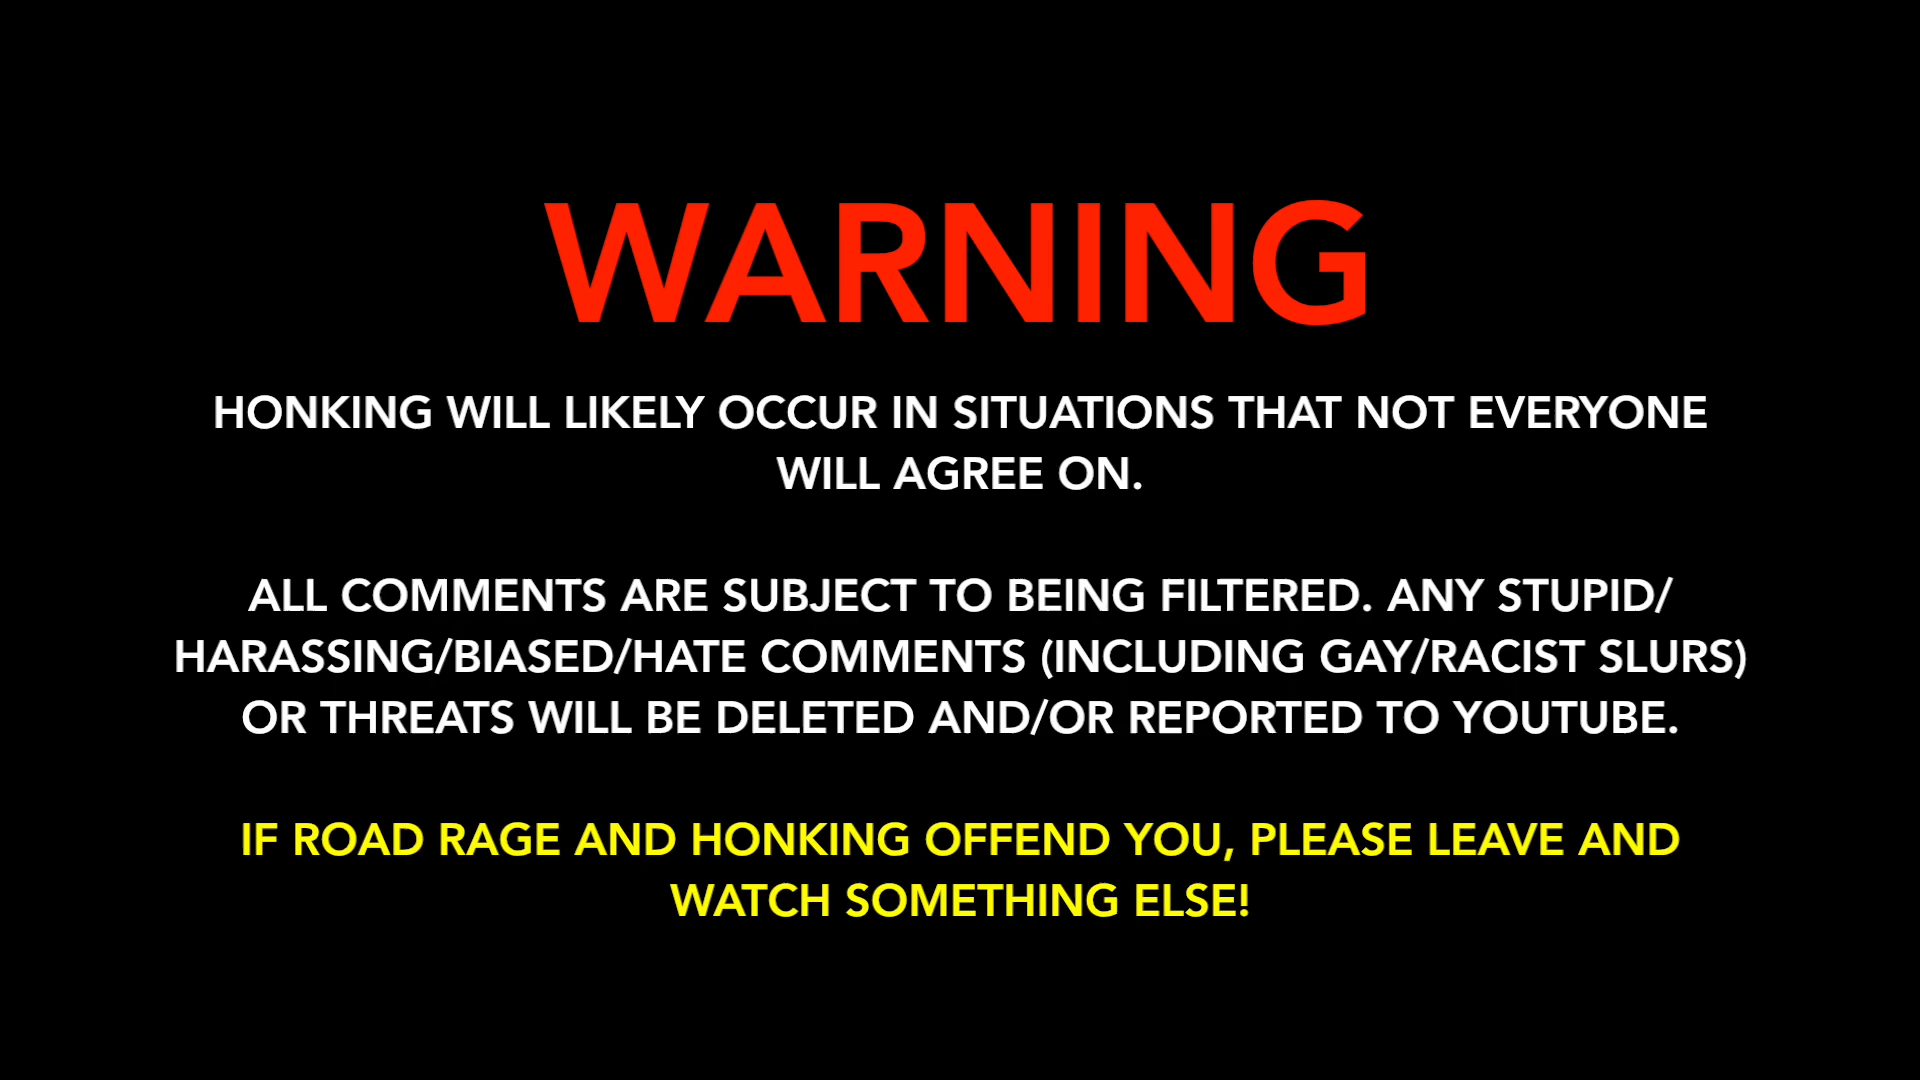 WARNING
HONKING WILL LIKELY OCCUR IN SITUATIONS THAT NOT EVERYONE
WILL AGREE ON.
ALL COMMENTS ARE SUBJECT TO BEING FILTERED. ANY STUPID/
HARASSING/BIASED/HATE COMMENTS (INCLUDING GAY/RACIST SLURS)
OR THREATS WILL BE DELETED AND/OR REPORTED TO YOUTUBE.
IF ROAD RAGE AND HONKING OFFEND YOU, PLEASE LEAVE AND
WATCH SOMETHING ELSE!